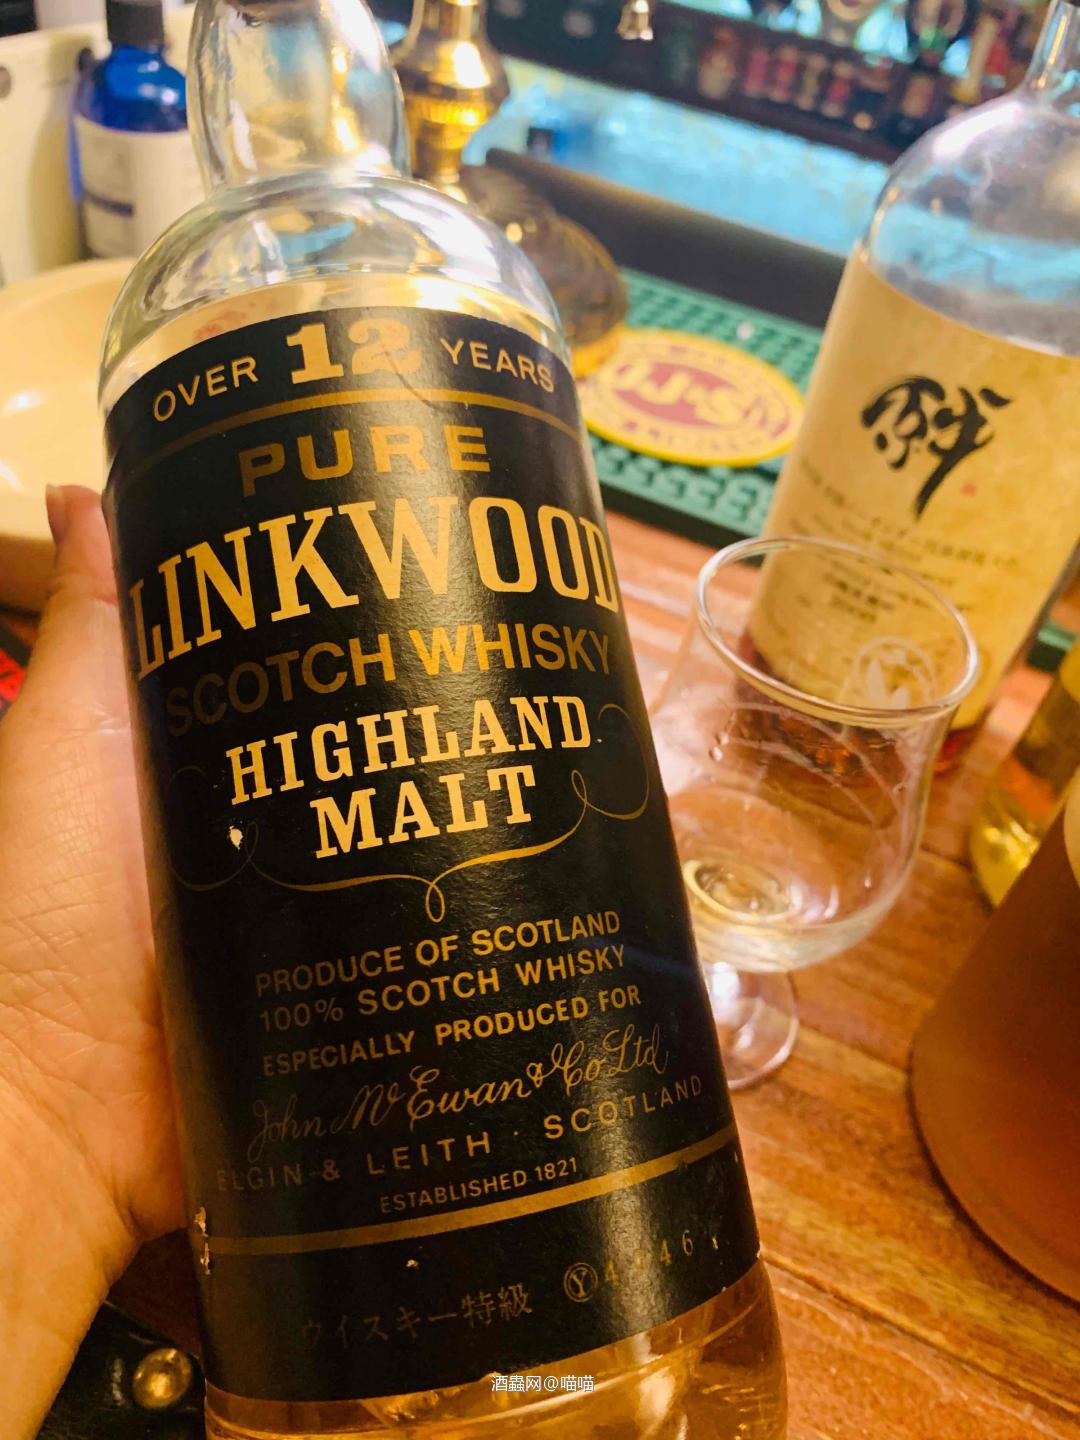 OVER 12 YEARS
PURE
LINKWOOD
SCOTCH WHISKY
HIGHLAND
MALT
PRODUCE OF SCOTLAND
100% SCOTCH WHISKY
ESPECIALLY PRODUCED FOR
John McEwan & Co Ltd
ELGIN & LEITH · SCOTLAND
ESTABLISHED 1821
ウイスキー特級 Ⓨ
酒蟲网@喵喵